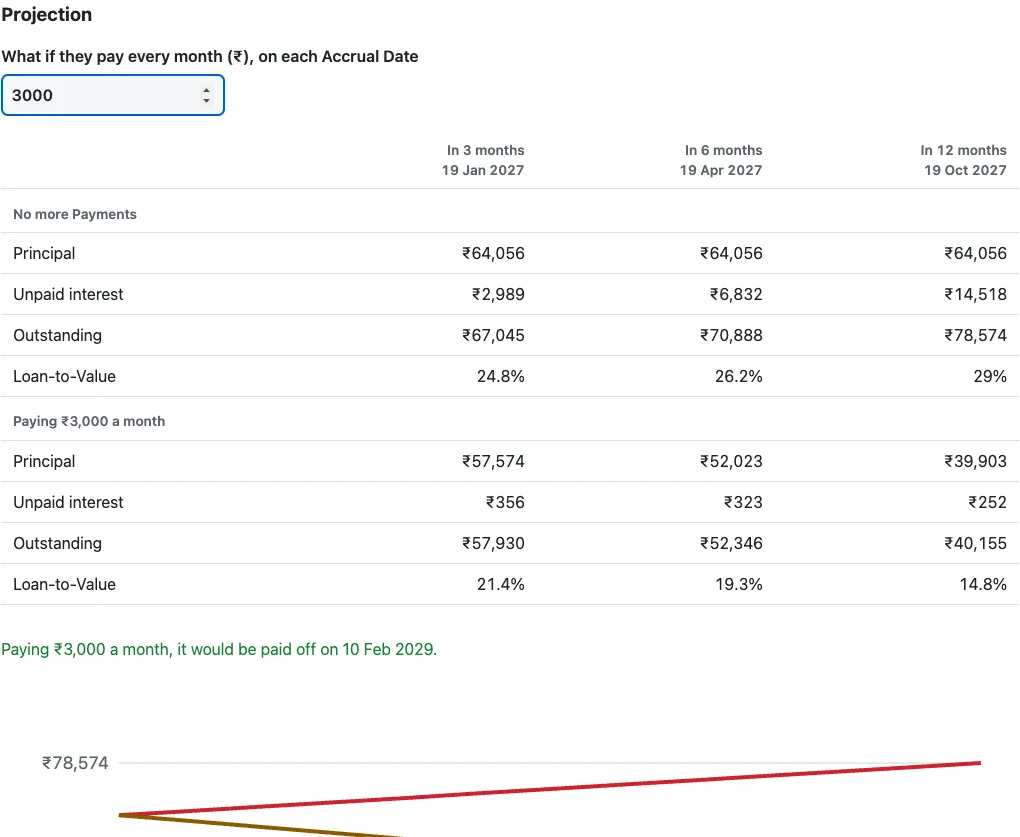 Projection
What if they pay every month (₹), on each Accrual Date
3000
In 3 months In 6 months In 12 months
19 Jan 2027 19 Apr 2027 19 Oct 2027
No more Payments
Principal ₹64,056 ₹64,056 ₹64,056
Unpaid interest ₹2,989 ₹6,832 ₹14,518
Outstanding ₹67,045 ₹70,888 ₹78,574
Loan-to-Value 24.8% 26.2% 29%
Paying ₹3,000 a month
Principal ₹57,574 ₹52,023 ₹39,903
Unpaid interest ₹356 ₹323 ₹252
Outstanding ₹57,930 ₹52,346 ₹40,155
Loan-to-Value 21.4% 19.3% 14.8%
Paying ₹3,000 a month, it would be paid off on 10 Feb 2029.
₹78,574